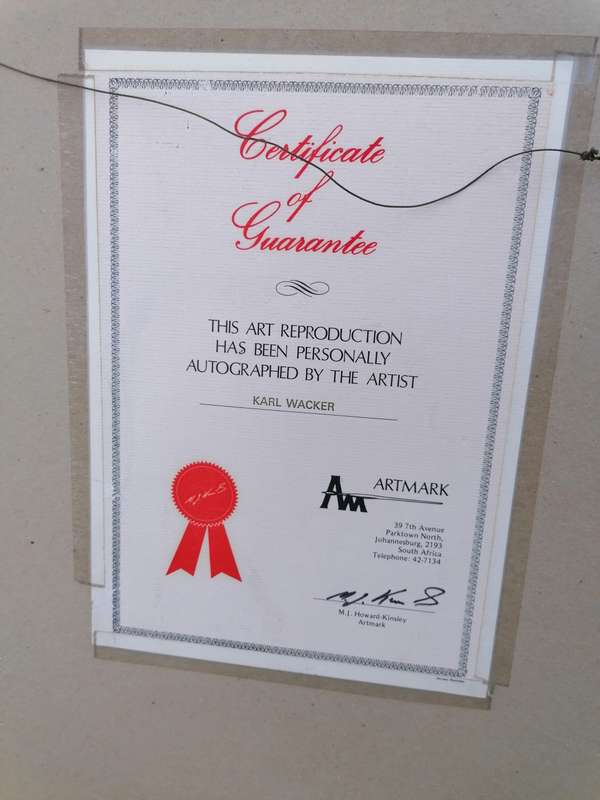 Certificate
of
Guarantee
THIS ART REPRODUCTION
HAS BEEN PERSONALLY
AUTOGRAPHED BY THE ARTIST
KARL WACKER
AM ARTMARK
39 7th Avenue
Parktown North,
Johannesburg, 2193
South Africa
Telephone: 42-7134
M.J. Howard-Kinsley
Artmark